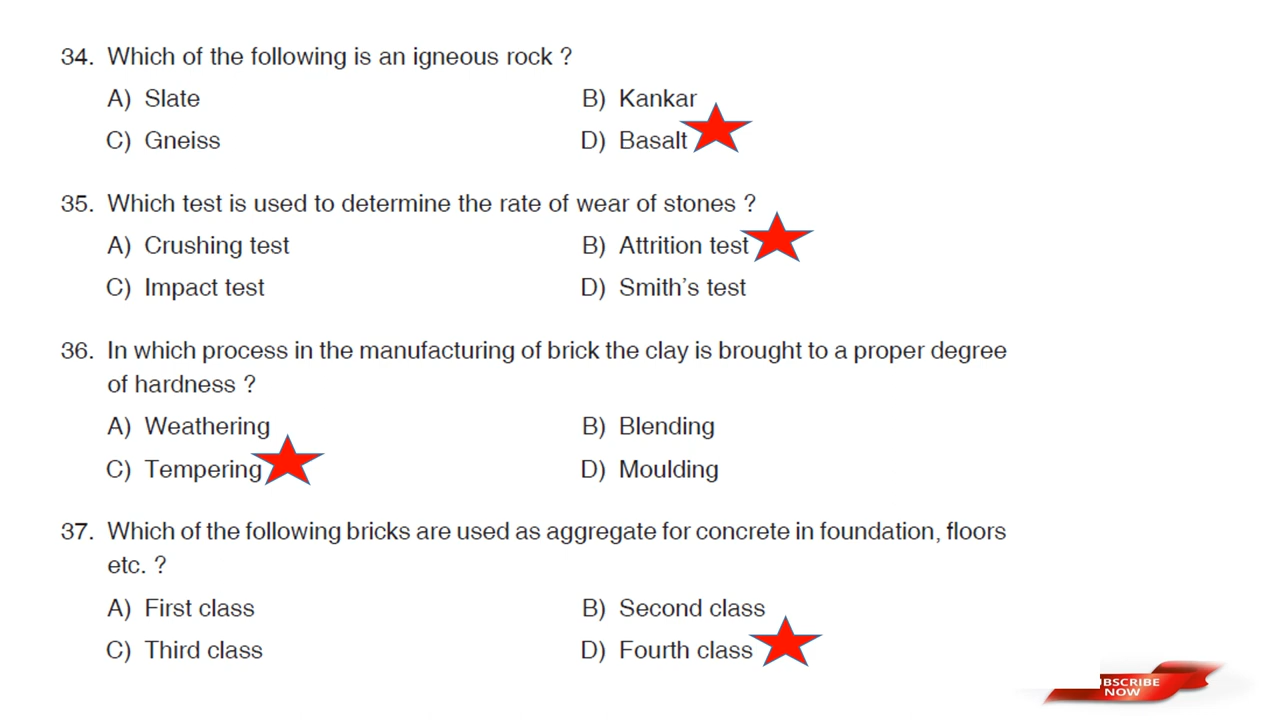 34. Which of the following is an igneous rock ?
A) Slate
B) Kankar
C) Gneiss
D) Basalt
35. Which test is used to determine the rate of wear of stones ?
A) Crushing test
B) Attrition test
C) Impact test
D) Smith's test
36. In which process in the manufacturing of brick the clay is brought to a proper degree
of hardness ?
A) Weathering
B) Blending
C) Tempering
D) Moulding
37. Which of the following bricks are used as aggregate for concrete in foundation, floors
etc. ?
A) First class
B) Second class
C) Third class
D) Fourth class
UBSCRIBE
NOW